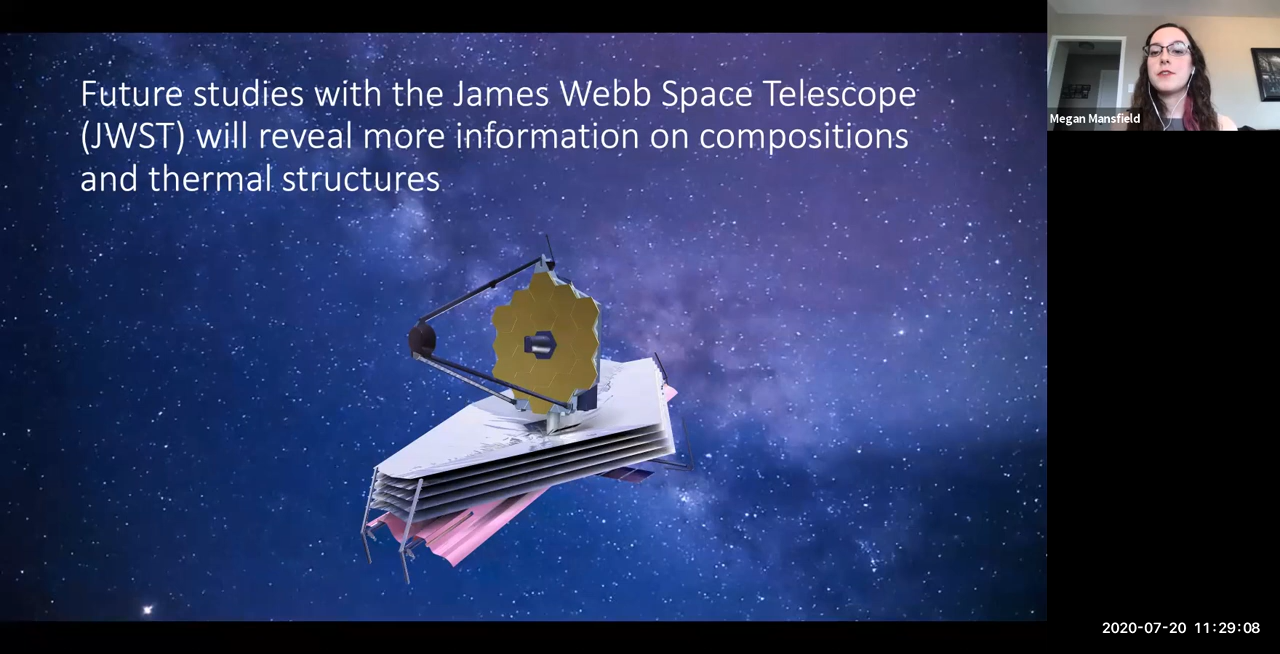 Future studies with the James Webb Space Telescope
(JWST) will reveal more information on compositions
and thermal structures
Megan Mansfield
2020-07-20 11:29:08